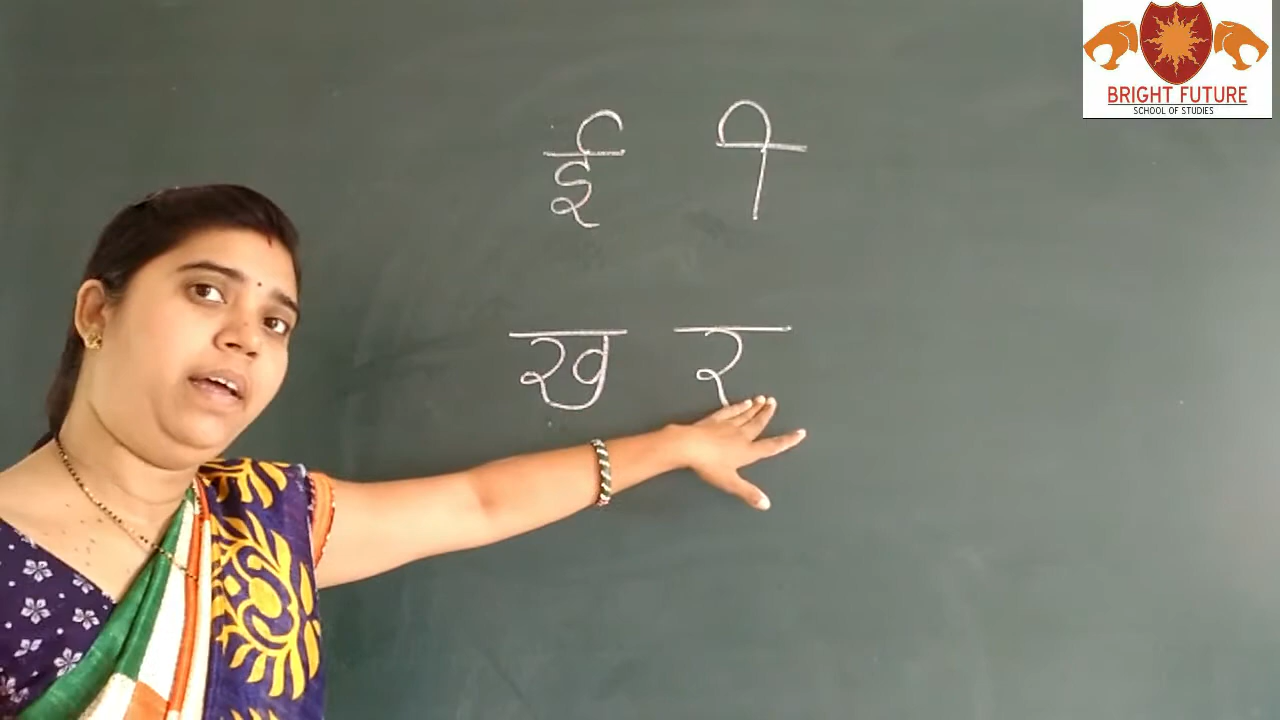 BRIGHT FUTURE
SCHOOL OF STUDIES
ई ी
ख र